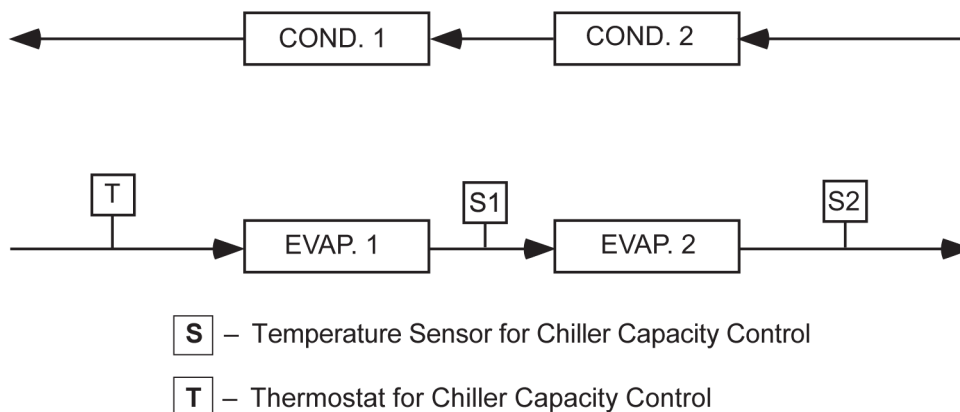 COND. 1
COND. 2
T
S1
S2
EVAP. 1
EVAP. 2
S – Temperature Sensor for Chiller Capacity Control
T – Thermostat for Chiller Capacity Control